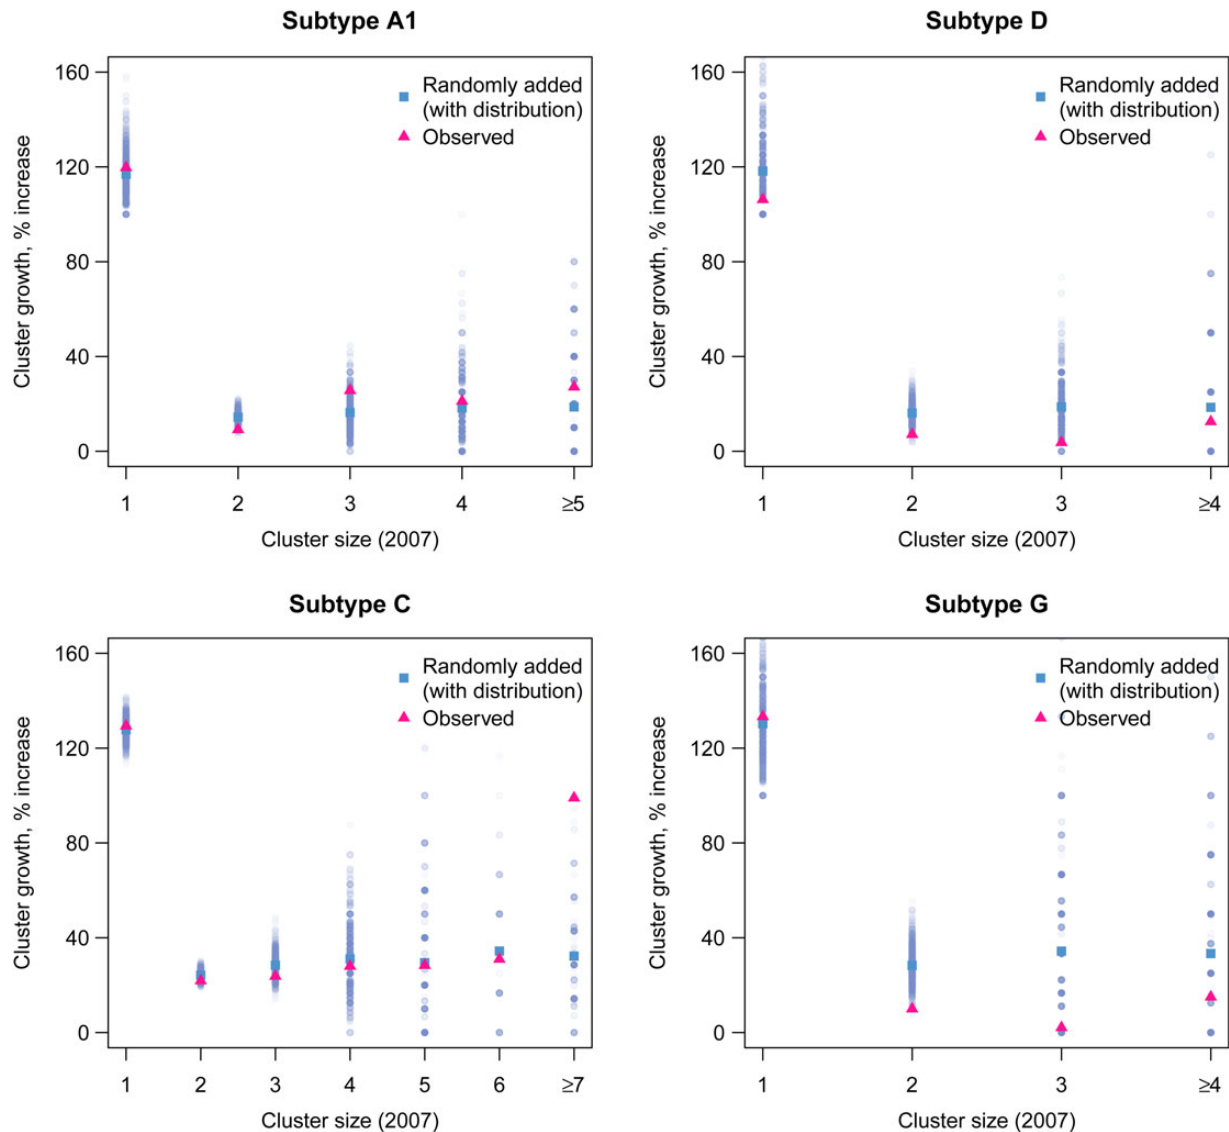 Subtype A1
Cluster growth, % increase
160
120
80
40
0
Randomly added
(with distribution)
Observed
1
2
3
4
≥5
Cluster size (2007)
Subtype D
Cluster growth, % increase
160
120
80
40
0
Randomly added
(with distribution)
Observed
1
2
3
≥4
Cluster size (2007)
Subtype C
Cluster growth, % increase
160
120
80
40
0
Randomly added
(with distribution)
Observed
1
2
3
4
5
6
≥7
Cluster size (2007)
Subtype G
Cluster growth, % increase
160
120
80
40
0
Randomly added
(with distribution)
Observed
1
2
3
≥4
Cluster size (2007)